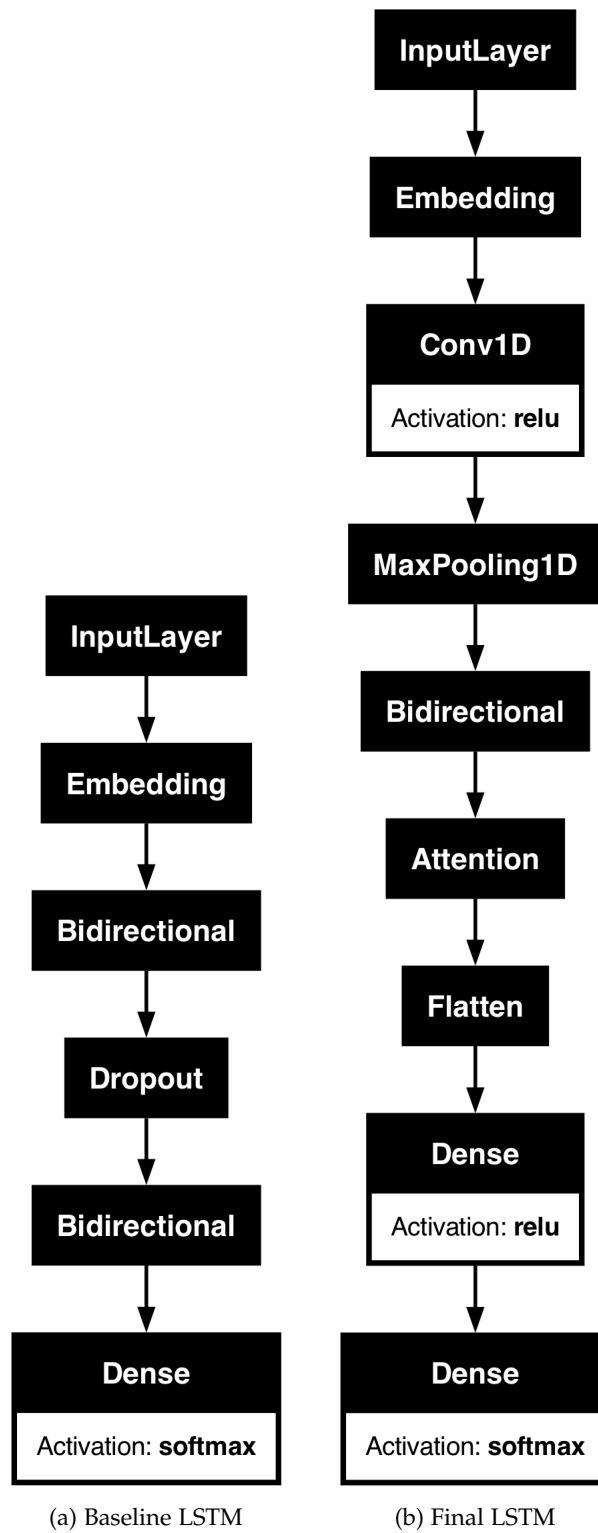 InputLayer
Embedding
Bidirectional
Dropout
Bidirectional
Dense
Activation: softmax
(a) Baseline LSTM
InputLayer
Embedding
Conv1D
Activation: relu
MaxPooling1D
Bidirectional
Attention
Flatten
Dense
Activation: relu
Dense
Activation: softmax
(b) Final LSTM